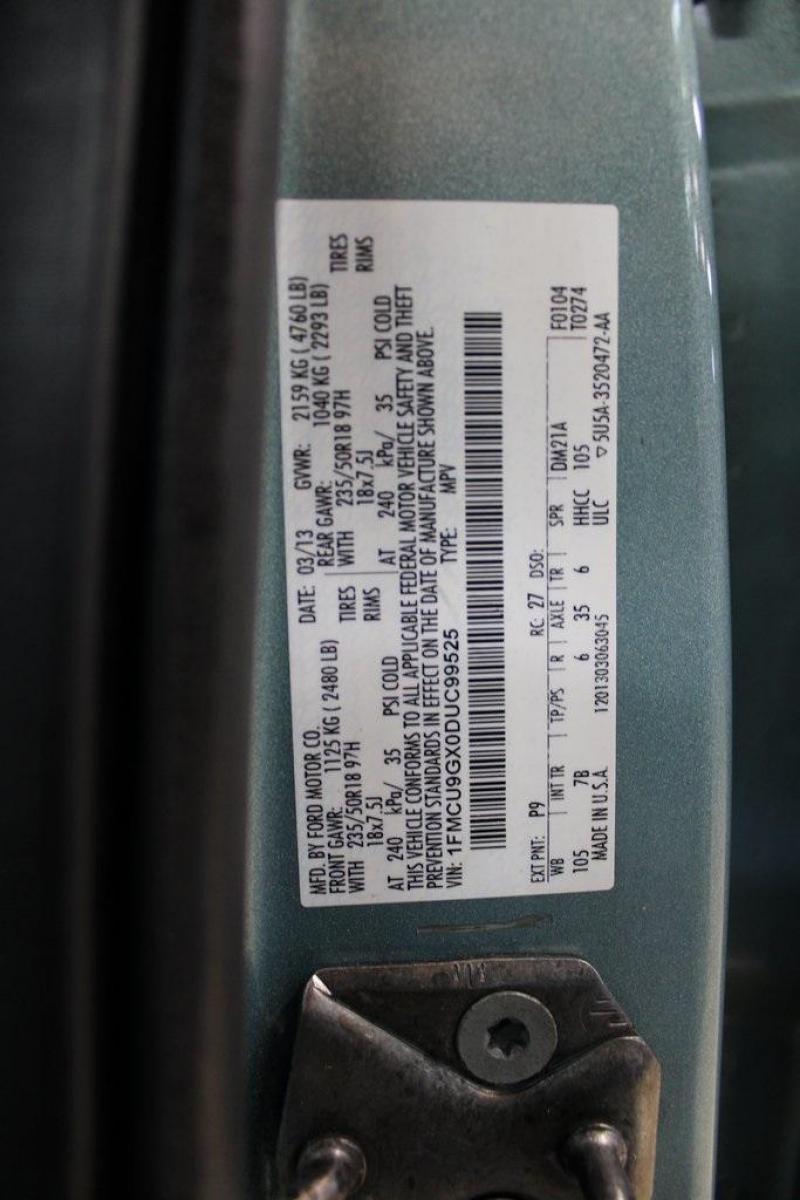 MFD. BY FORD MOTOR CO. DATE: 03/13 GVWR: 2159 KG ( 4760 LB)
FRONT GAWR: 1125 KG ( 2480 LB) REAR GAWR: 1040 KG ( 2293 LB)
WITH 235/50R18 97H TIRES WITH 235/50R18 97H TIRES
18x7.5J RIMS 18x7.5J RIMS
AT 240 kPa/ 35 PSI COLD AT 240 kPa/ 35 PSI COLD
THIS VEHICLE CONFORMS TO ALL APPLICABLE FEDERAL MOTOR VEHICLE SAFETY AND THEFT
PREVENTION STANDARDS IN EFFECT ON THE DATE OF MANUFACTURE SHOWN ABOVE.
VIN: 1FMCU9GX0DUC99525 TYPE: MPV
EXT PNT: P9 RC: 27 DSO: F0104
WB INT TR TP/PS R AXLE TR SPR DM21A T0274
105 7B 6 35 6 HHCC 105
MADE IN U.S.A. 1201303063045 ULC ▽ 5U5A-3520472-AA